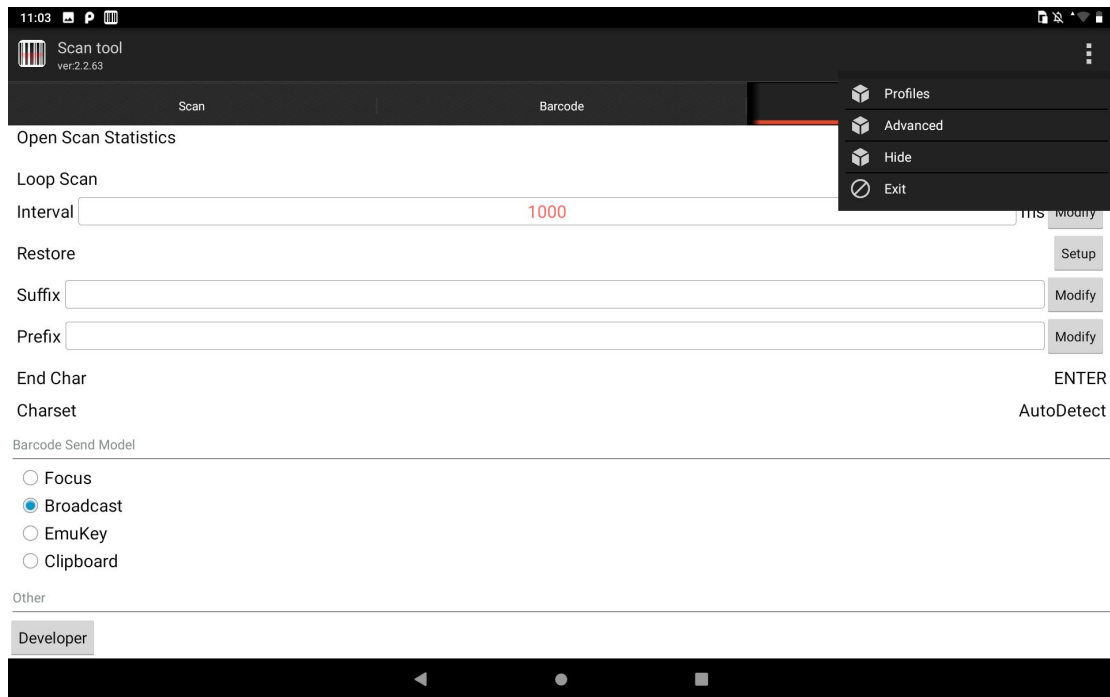 11:03
Scan tool
ver:2.2.63
Scan
Barcode
Profiles
Advanced
Hide
Exit
Open Scan Statistics
Loop Scan
Interval 1000 ms Modify
Restore Setup
Suffix Modify
Prefix Modify
End Char ENTER
Charset AutoDetect
Barcode Send Model
Focus
Broadcast
EmuKey
Clipboard
Other
Developer